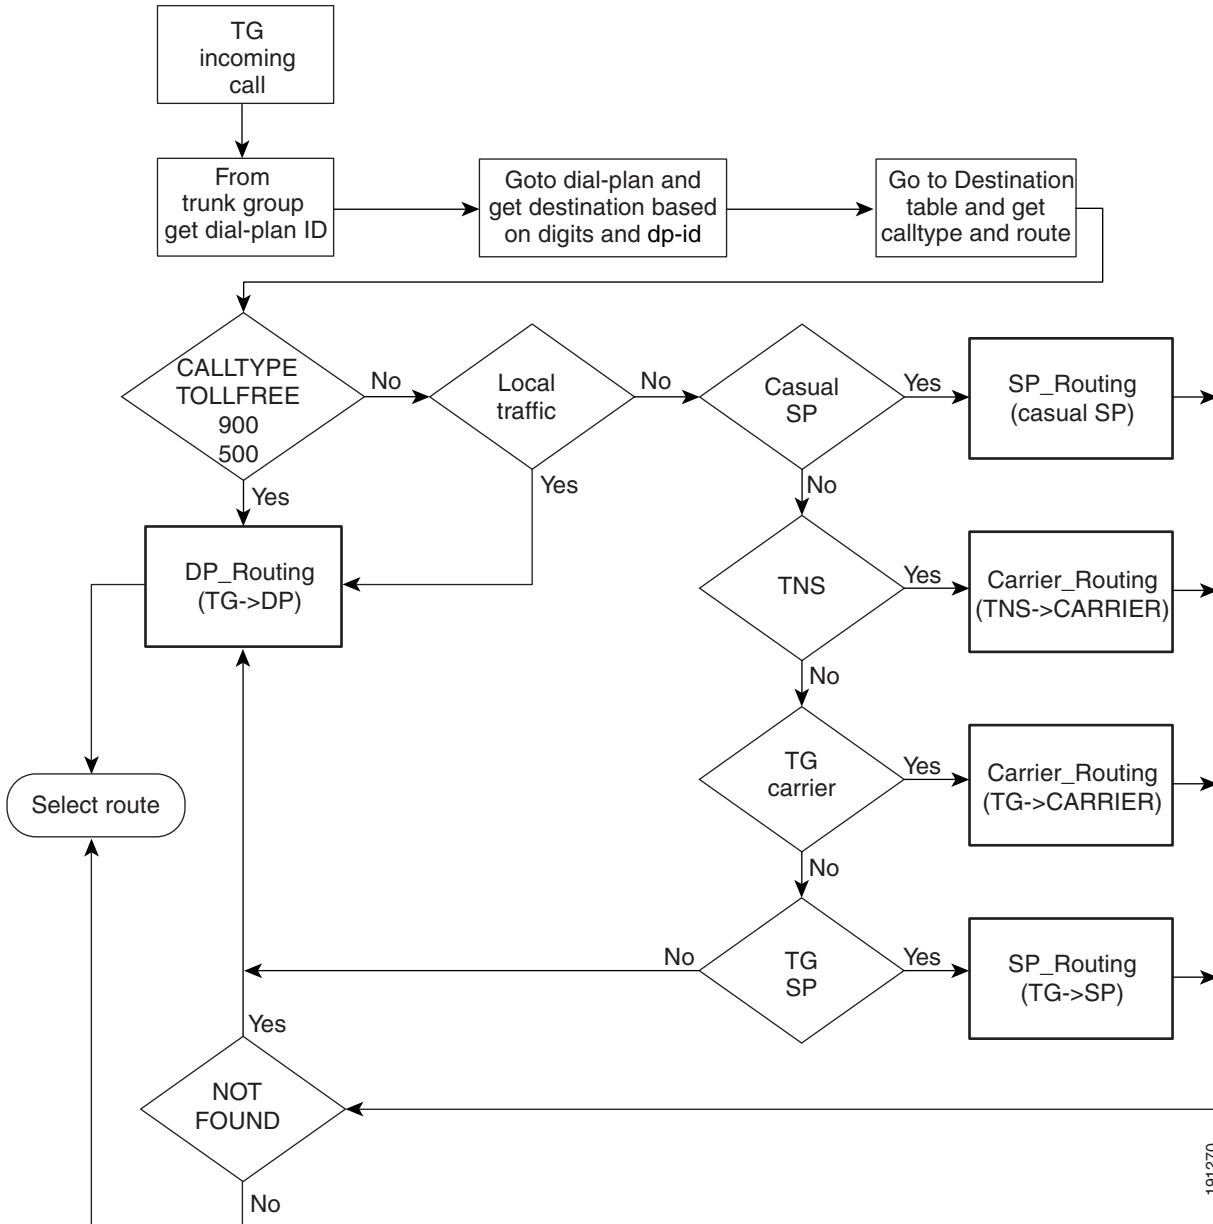 TG
incoming
call
From
trunk group
get dial-plan ID
Goto dial-plan and
get destination based
on digits and dp-id
Go to Destination
table and get
calltype and route
CALLTYPE
TOLLFREE
900
500
No
Local
traffic
No
Casual
SP
Yes
SP_Routing
(casual SP)
Yes
Yes
No
DP_Routing
(TG->DP)
TNS
Yes
Carrier_Routing
(TNS->CARRIER)
No
Select route
TG
carrier
Yes
Carrier_Routing
(TG->CARRIER)
No
No
TG
SP
Yes
SP_Routing
(TG->SP)
Yes
NOT
FOUND
No
191270